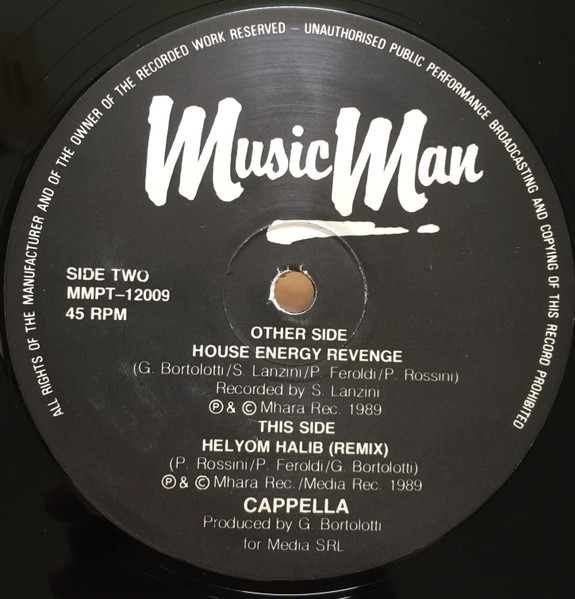 ALL RIGHTS OF THE MANUFACTURER AND OF THE OWNER OF THE RECORDED WORK RESERVED – UNAUTHORISED PUBLIC PERFORMANCE BROADCASTING AND COPYING OF THIS RECORD PROHIBITED
Music Man
SIDE TWO
MMPT–12009
45 RPM
OTHER SIDE
HOUSE ENERGY REVENGE
(G. Bortolotti/S. Lanzini/P. Feroldi/P. Rossini)
Recorded by S. Lanzini
Ⓟ & © Mhara Rec. 1989
THIS SIDE
HELYOM HALIB (REMIX)
(P. Rossini/P. Feroldi/G. Bortolotti)
Ⓟ & © Mhara Rec./Media Rec. 1989
CAPPELLA
Produced by G. Bortolotti
for Media SRL